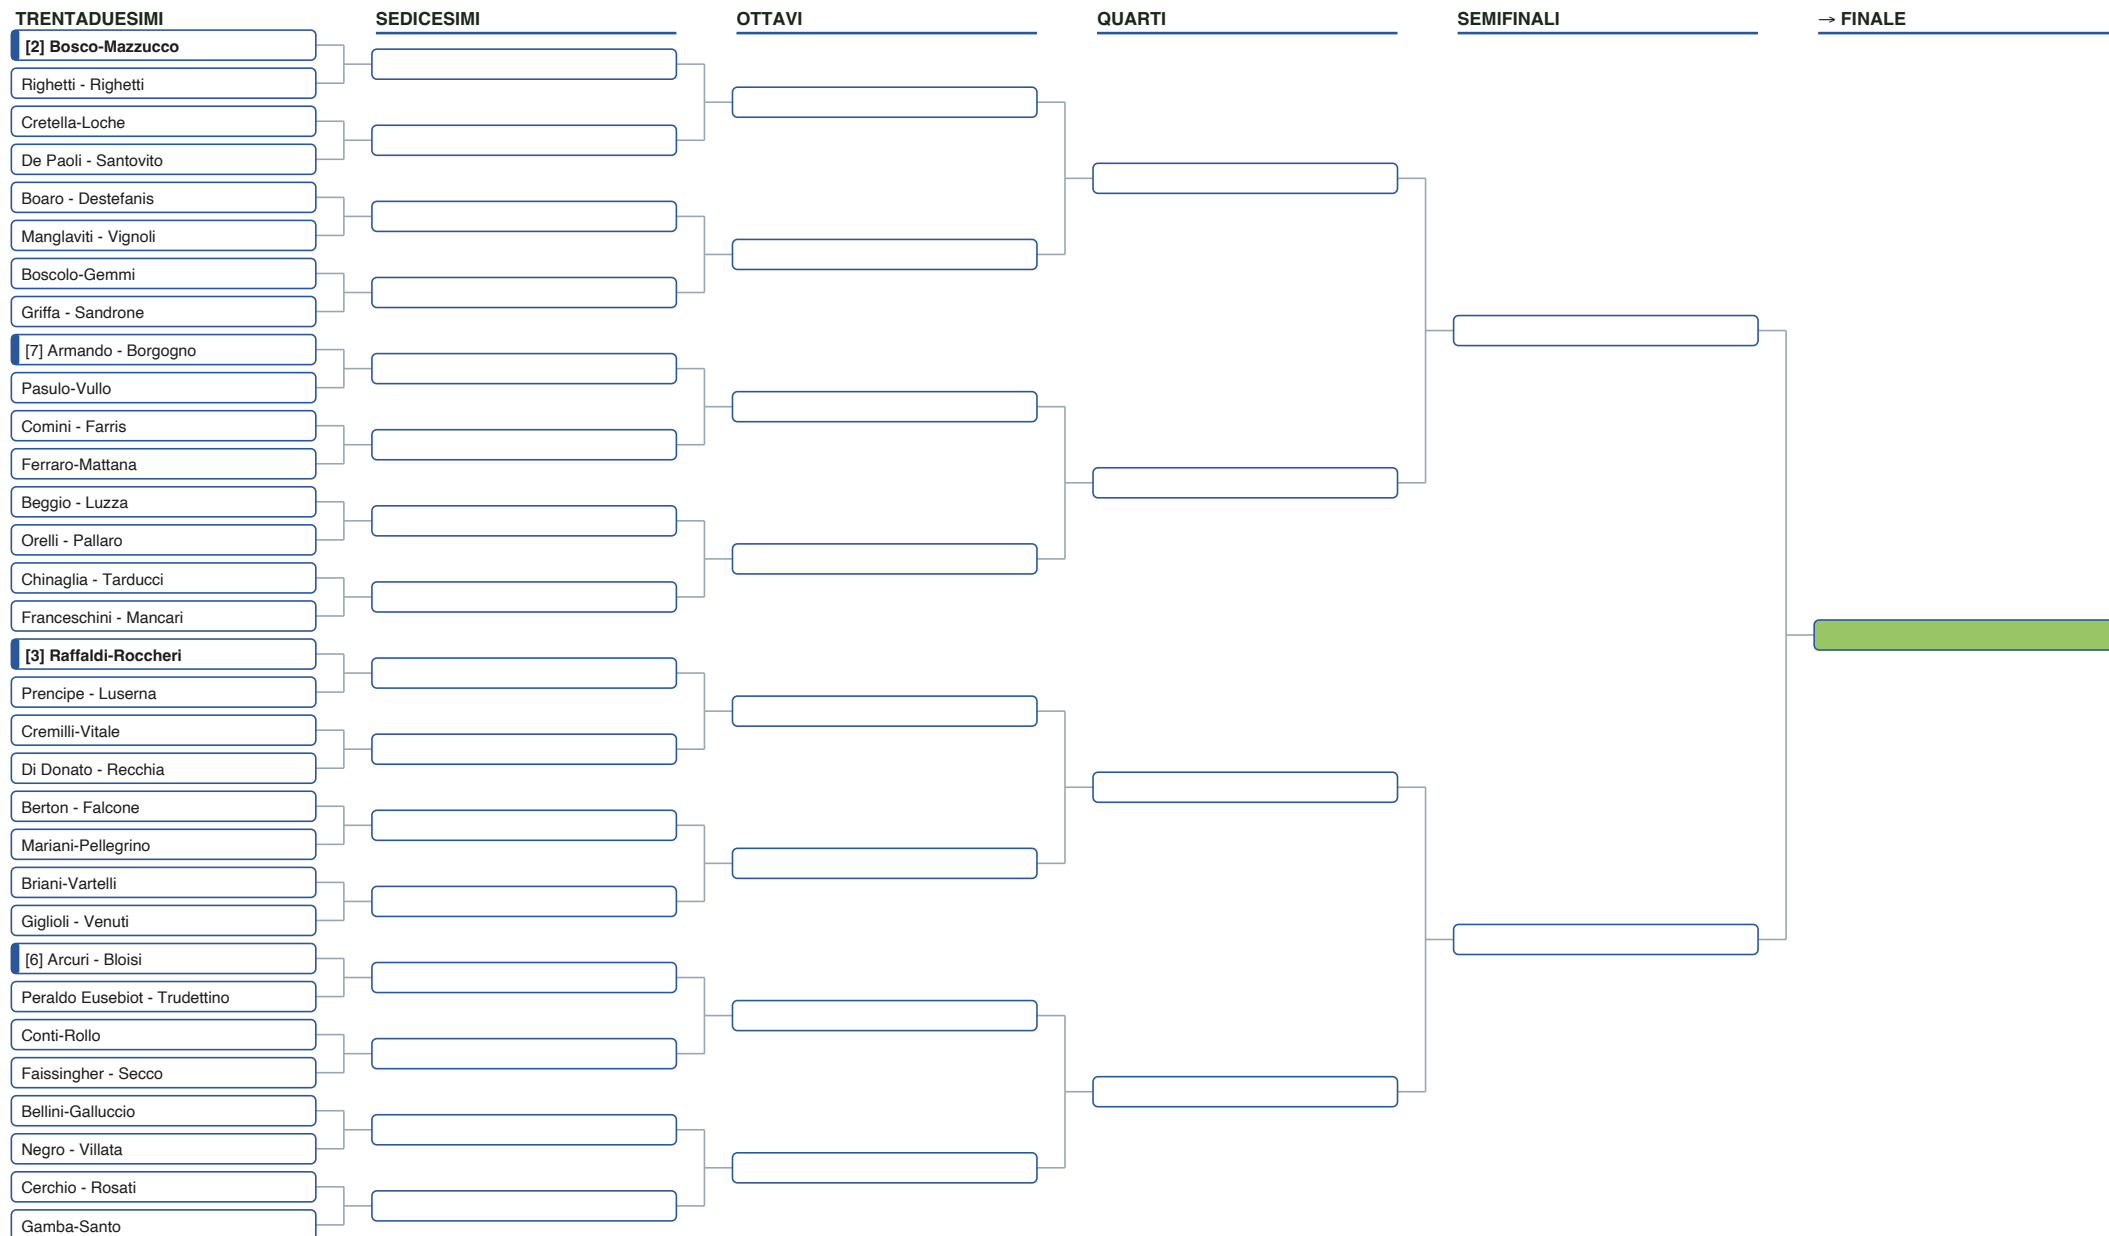 TRENTADUESIMI
SEDICESIMI
OTTAVI
QUARTI
SEMIFINALI
→ FINALE
[2] Bosco-Mazzucco
Righetti - Righetti
Cretella-Loche
De Paoli - Santovito
Boaro - Destefanis
Manglaviti - Vignoli
Boscolo-Gemmi
Griffa - Sandrone
[7] Armando - Borgogno
Pasulo-Vullo
Comini - Farris
Ferraro-Mattana
Beggio - Luzza
Orelli - Pallaro
Chinaglia - Tarducci
Franceschini - Mancari
[3] Raffaldi-Roccheri
Prencipe - Luserna
Cremilli-Vitale
Di Donato - Recchia
Berton - Falcone
Mariani-Pellegrino
Briani-Vartelli
Giglioli - Venuti
[6] Arcuri - Bloisi
Peraldo Eusebiot - Trudettino
Conti-Rollo
Faissingher - Secco
Bellini-Galluccio
Negro - Villata
Cerchio - Rosati
Gamba-Santo